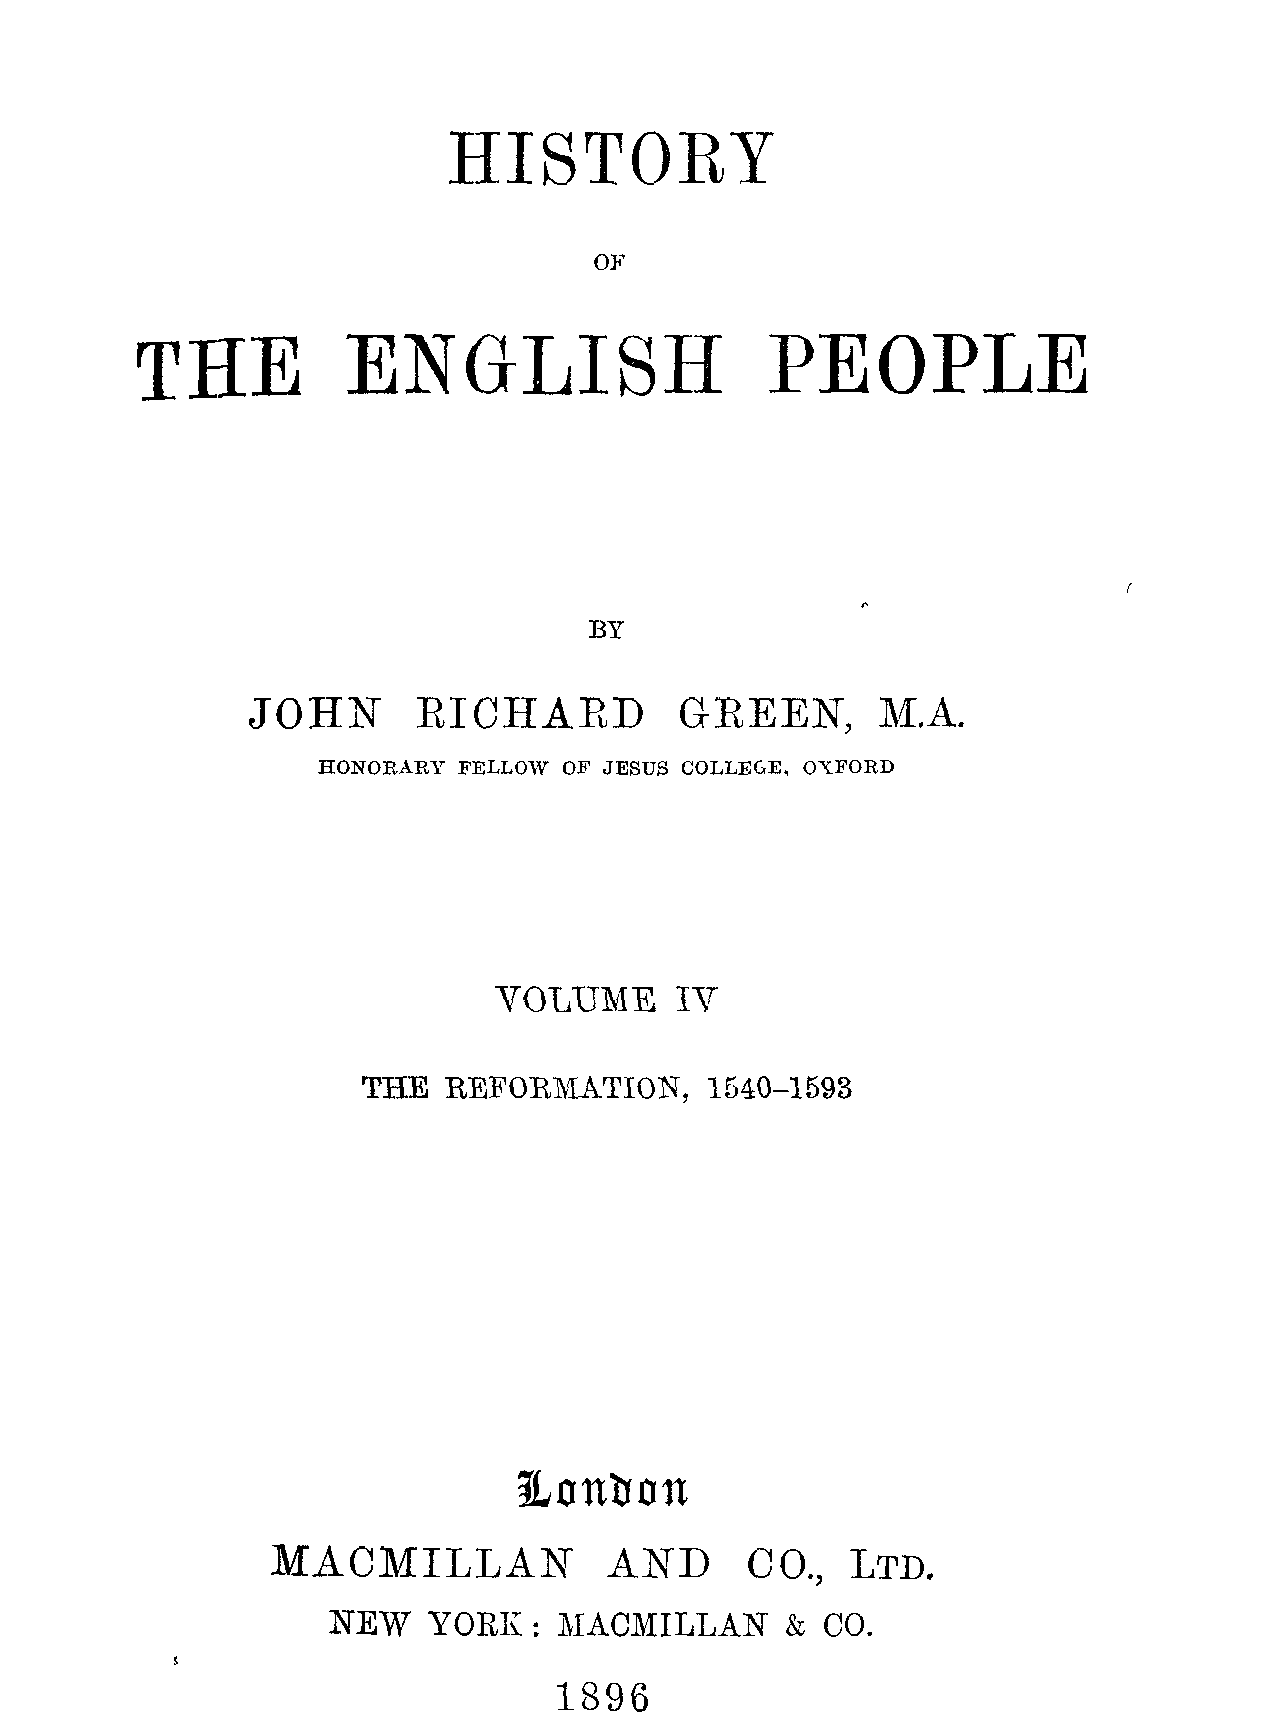 HISTORY
OF
THE ENGLISH PEOPLE
BY
JOHN RICHARD GREEN, M.A.
HONORARY FELLOW OF JESUS COLLEGE, OXFORD
VOLUME IV
THE REFORMATION, 1540–1593
London
MACMILLAN AND CO., LTD.
NEW YORK: MACMILLAN & CO.
1896